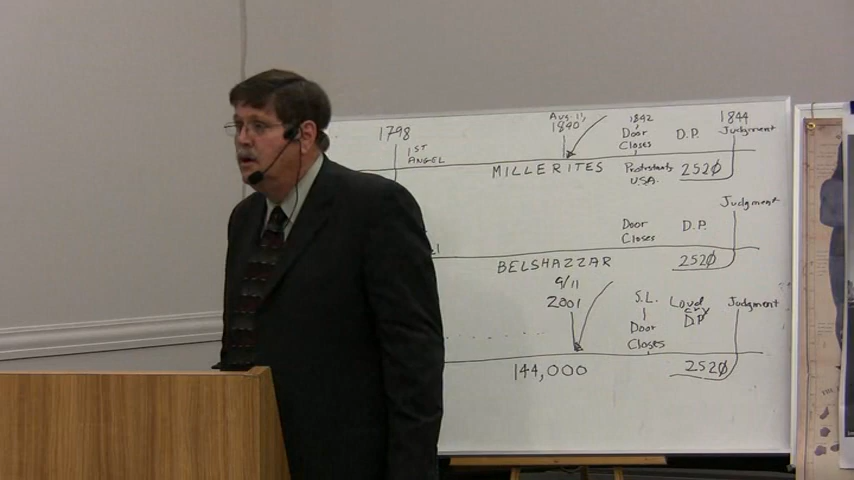 1798
1ST
ANGEL
Aug. 11,
1840
1842
Door
Closes
D.P.
1844
Judgment
MILLERITES
Protestants
U.S.A.
2520
Judgment
Door
Closes
D.P.
BELSHAZZAR
2520
9/11
2001
S.L.
Door
Closes
Loud
cry
DP
Judgment
144,000
2520